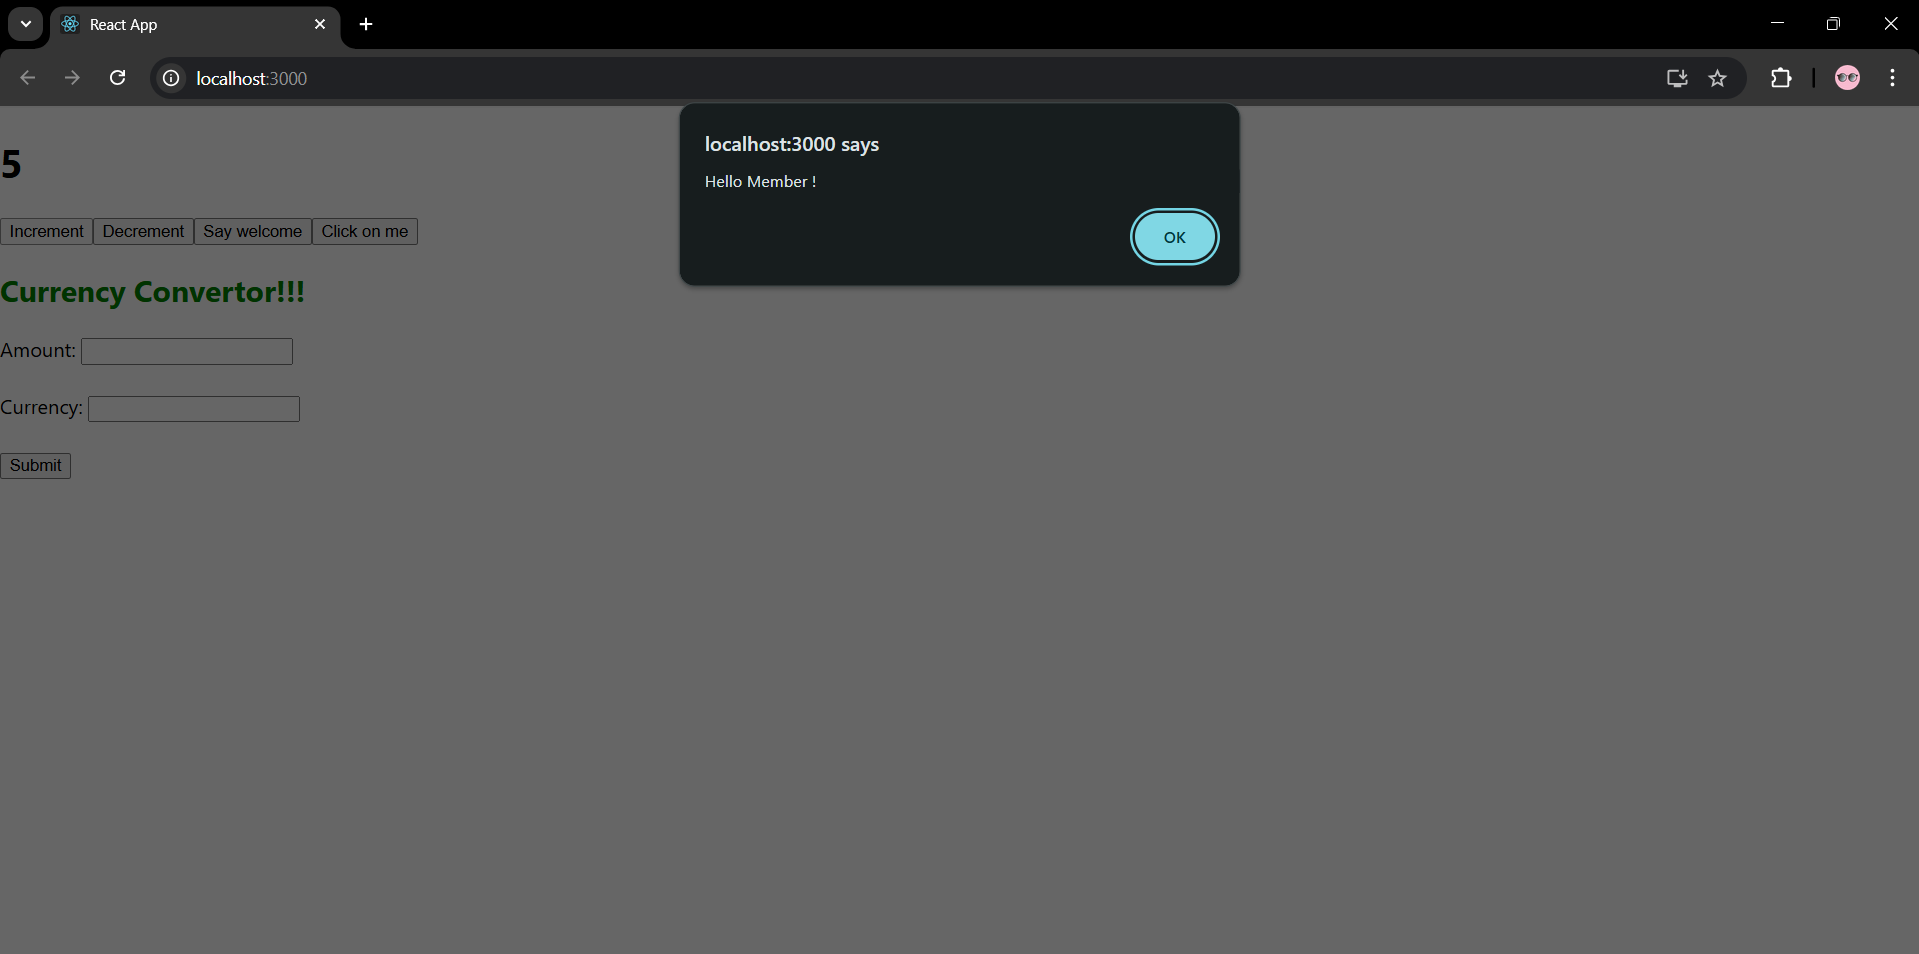 React App
localhost:3000
localhost:3000 says
Hello Member !
OK
5
Increment Decrement Say welcome Click on me
Currency Convertor!!!
Amount:
Currency:
Submit